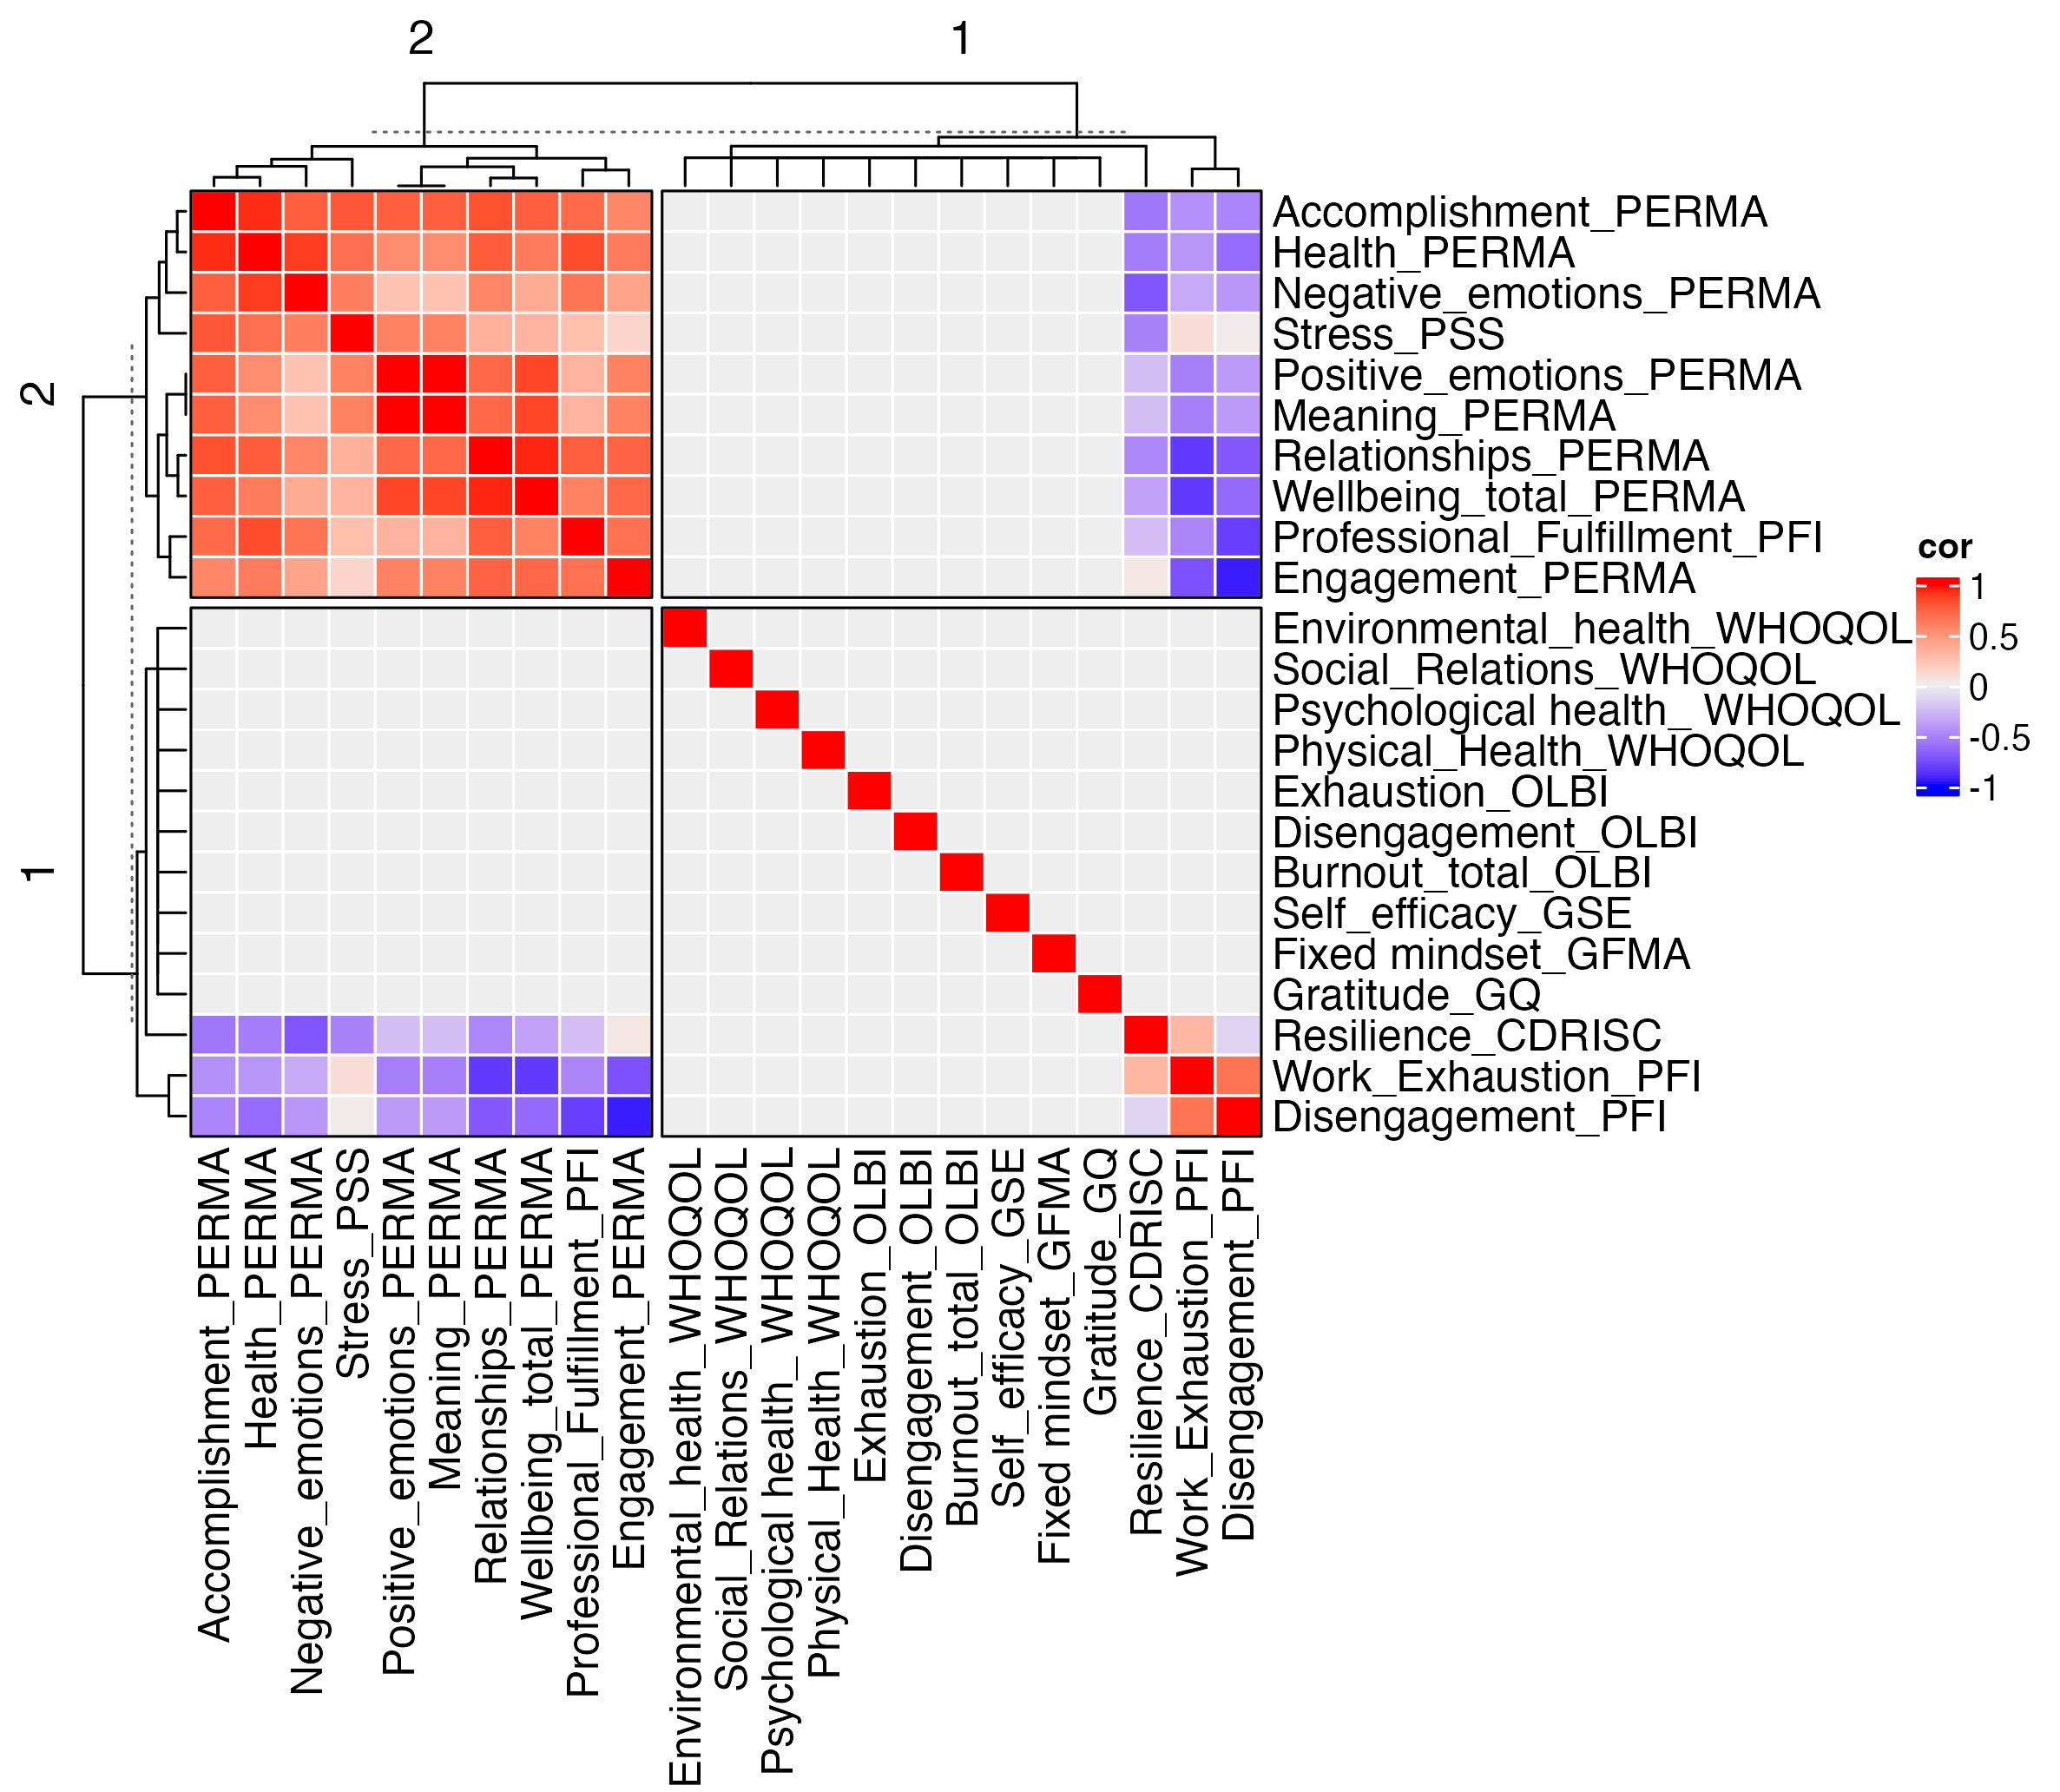 2
1
2
1
Accomplishment_PERMA
Health_PERMA
Negative_emotions_PERMA
Stress_PSS
Positive_emotions_PERMA
Meaning_PERMA
Relationships_PERMA
Wellbeing_total_PERMA
Professional_Fulfillment_PFI
Engagement_PERMA
Environmental_health_WHOQOL
Social_Relations_WHOQOL
Psychological health_ WHOQOL
Physical_Health_WHOQOL
Exhaustion_OLBI
Disengagement_OLBI
Burnout_total_OLBI
Self_efficacy_GSE
Fixed mindset_GFMA
Gratitude_GQ
Resilience_CDRISC
Work_Exhaustion_PFI
Disengagement_PFI
cor
1
0.5
0
-0.5
-1
Accomplishment_PERMA
Health_PERMA
Negative_emotions_PERMA
Stress_PSS
Positive_emotions_PERMA
Meaning_PERMA
Relationships_PERMA
Wellbeing_total_PERMA
Professional_Fulfillment_PFI
Engagement_PERMA
Environmental_health_WHOQOL
Social_Relations_WHOQOL
Psychological health_ WHOQOL
Physical_Health_WHOQOL
Exhaustion_OLBI
Disengagement_OLBI
Burnout_total_OLBI
Self_efficacy_GSE
Fixed mindset_GFMA
Gratitude_GQ
Resilience_CDRISC
Work_Exhaustion_PFI
Disengagement_PFI